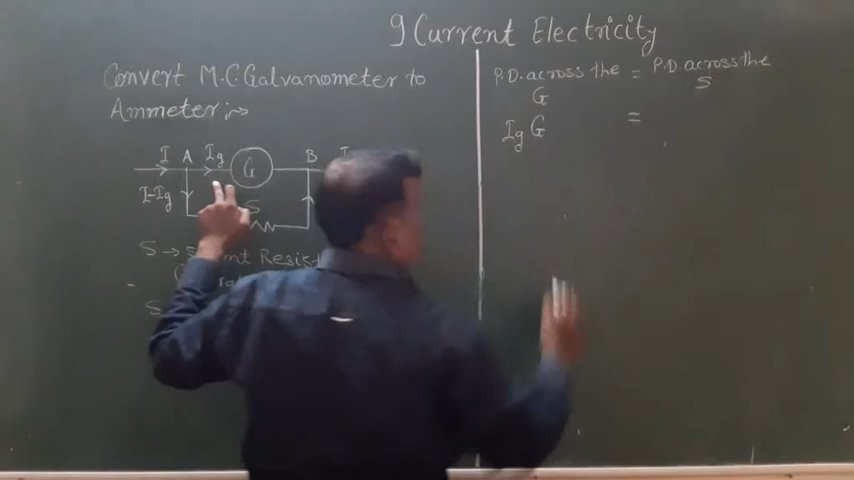 9 Current Electricity
Convert M.C.Galvanometer to
Ammeter:→
I A Ig G B I
I-Ig
S
S →
S
P.D. across the = P.D. across the
G S
Ig G =